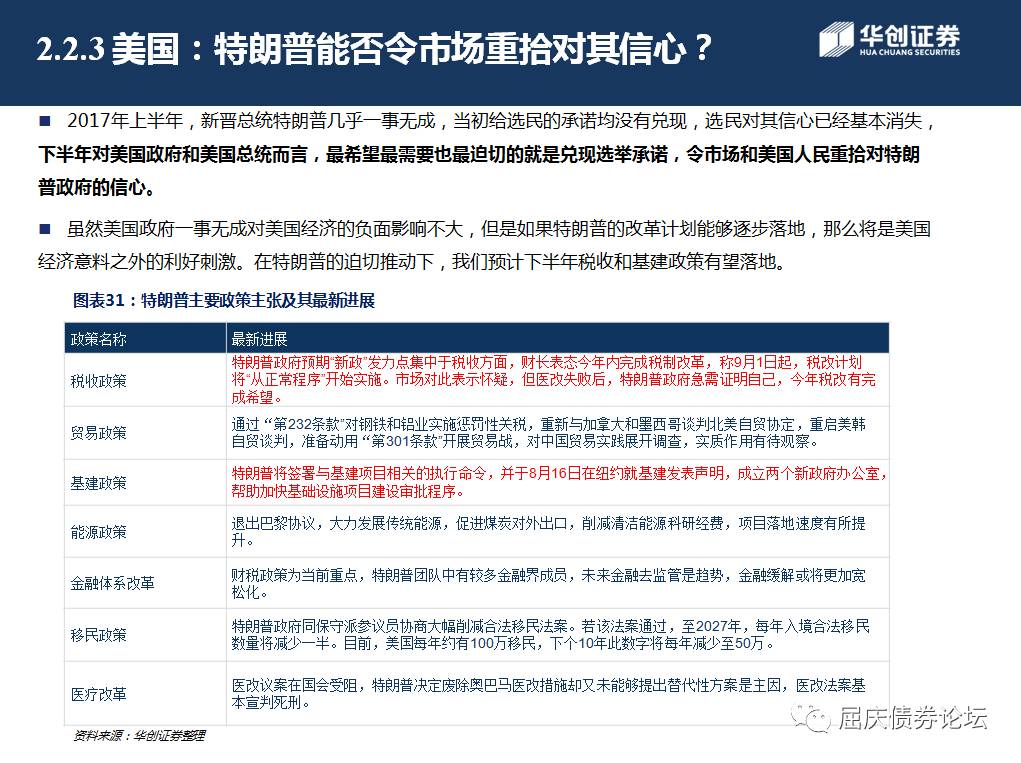 2.2.3 美国：特朗普能否令市场重拾对其信心？
华创证券
HUA CHUANG SECURITIES
■ 2017年上半年，新晋总统特朗普几乎一事无成，当初给选民的承诺均没有兑现，选民对其信心已经基本消失，
下半年对美国政府和美国总统而言，最希望最需要也最迫切的就是兑现选举承诺，令市场和美国人民重拾对特朗
普政府的信心。
■ 虽然美国政府一事无成对美国经济的负面影响不大，但是如果特朗普的改革计划能够逐步落地，那么将是美国
经济意料之外的利好刺激。在特朗普的迫切推动下，我们预计下半年税收和基建政策有望落地。
图表31：特朗普主要政策主张及其最新进展
政策名称 最新进展
税收政策
特朗普政府预期“新政”发力点集中于税收方面，财长表态今年内完成税制改革，称9月1日起，税改计划
将“从正常程序”开始实施。市场对此表示怀疑，但医改失败后，特朗普政府急需证明自己，今年税改有完
成希望。
贸易政策
通过“第232条款”对钢铁和铝业实施惩罚性关税，重新与加拿大和墨西哥谈判北美自贸协定，重启美韩
自贸谈判，准备动用“第301条款”开展贸易战，对中国贸易实践展开调查，实质作用有待观察。
基建政策
特朗普将签署与基建项目相关的执行命令，并于8月16日在纽约就基建发表声明，成立两个新政府办公室，
帮助加快基础设施项目建设审批程序。
能源政策
退出巴黎协议，大力发展传统能源，促进煤炭对外出口，削减清洁能源科研经费，项目落地速度有所提
升。
金融体系改革
财税政策为当前重点，特朗普团队中有较多金融界成员，未来金融去监管是趋势，金融缓解或将更加宽
松化。
移民政策
特朗普政府同保守派参议员协商大幅削减合法移民法案。若该法案通过，至2027年，每年入境合法移民
数量将减少一半。目前，美国每年约有100万移民，下个10年此数字将每年减少至50万。
医疗改革
医改议案在国会受阻，特朗普决定废除奥巴马医改措施却又未能够提出替代性方案是主因，医改法案基
本宣判死刑。
资料来源：华创证券整理
屈庆债券论坛